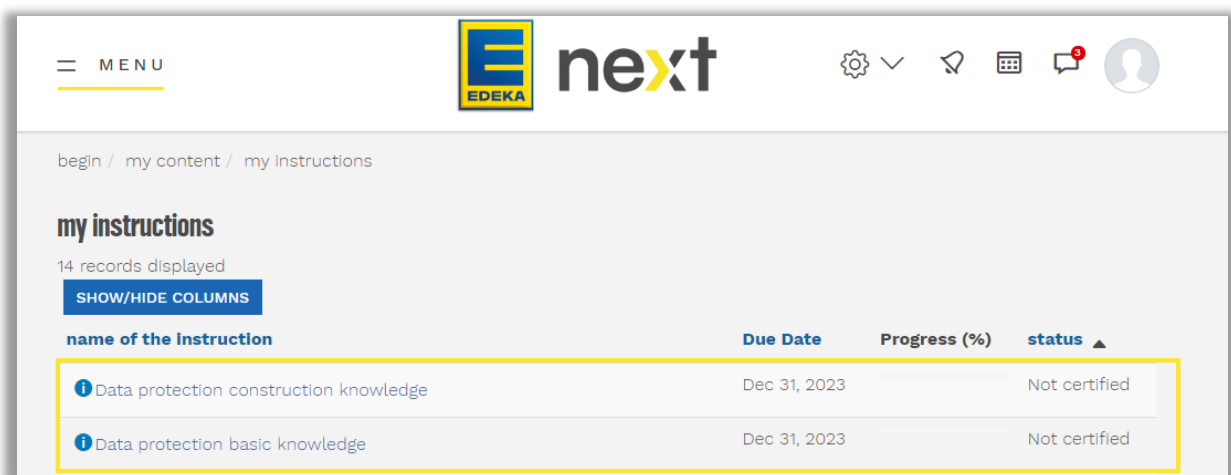 MENU
EDEKA
next
3
begin / my content / my instructions
my instructions
14 records displayed
SHOW/HIDE COLUMNS
name of the instruction Due Date Progress (%) status
Data protection construction knowledge Dec 31, 2023 Not certified
Data protection basic knowledge Dec 31, 2023 Not certified